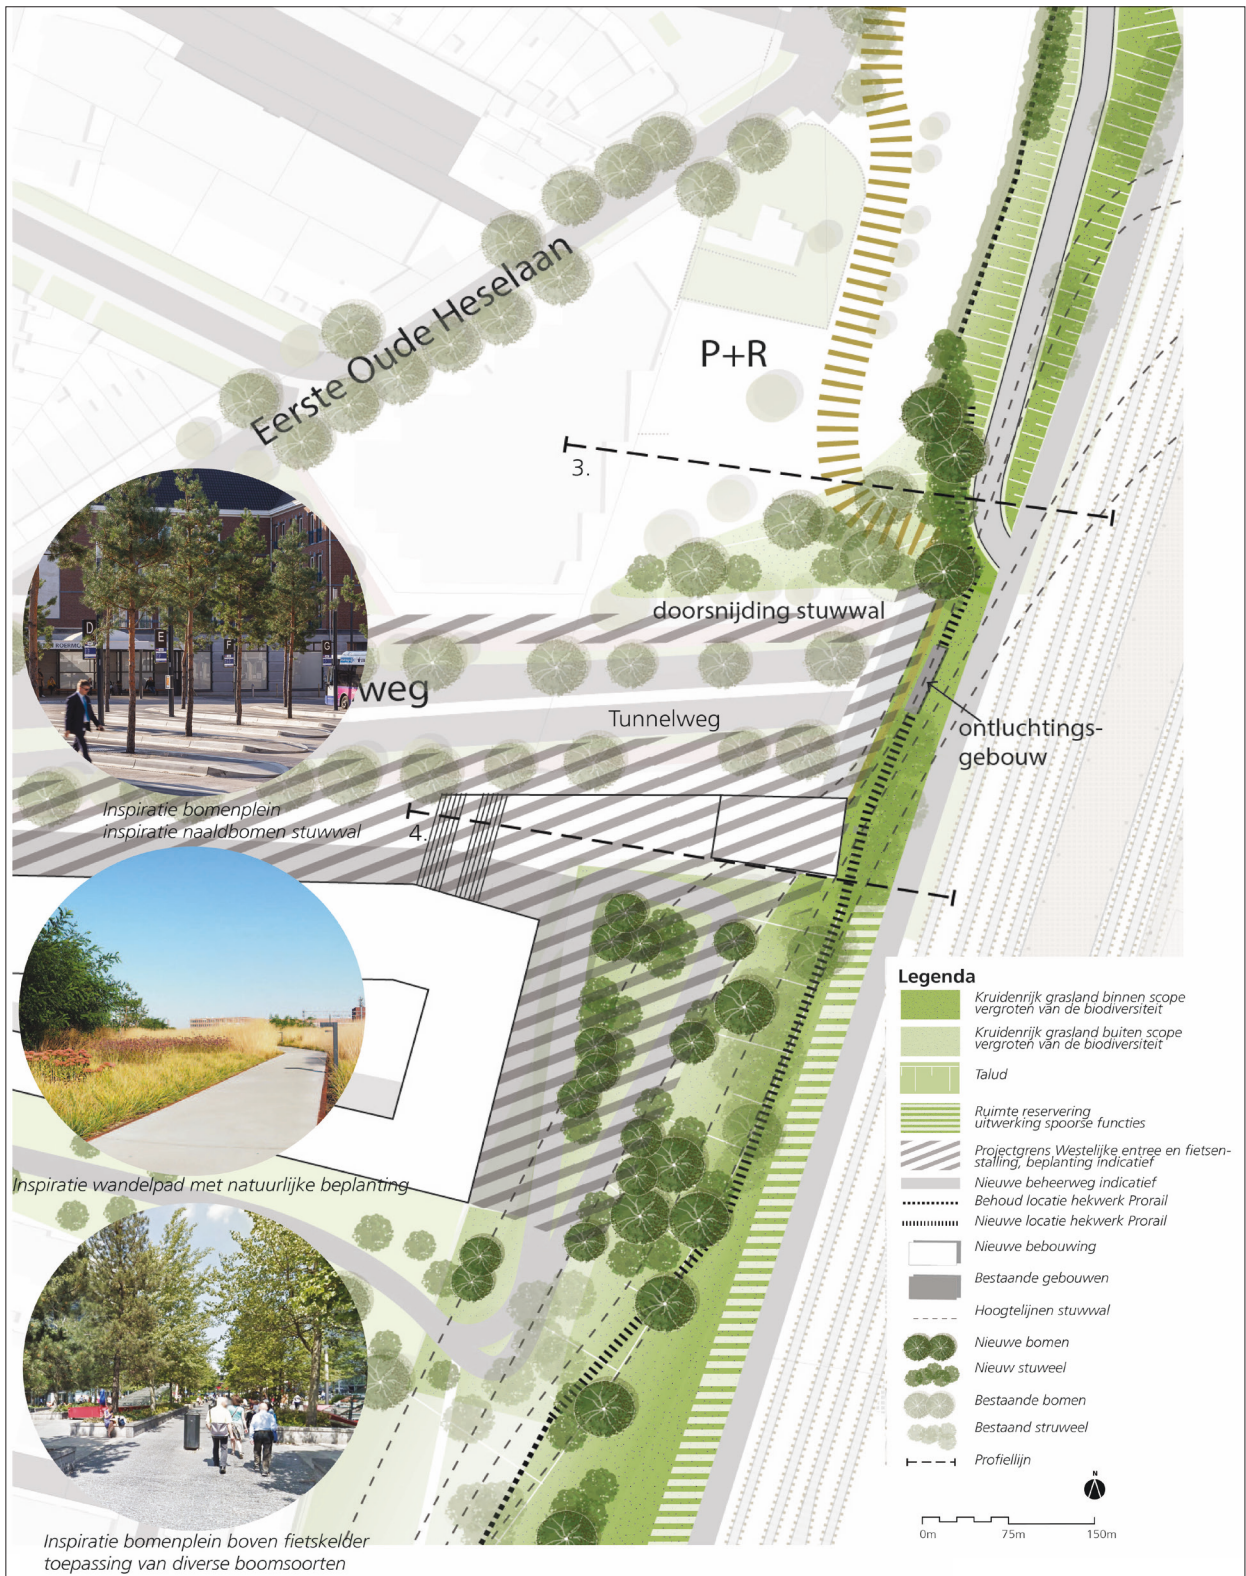 Eerste Oude Heselaan
P+R
3.
doorsnijding stuwwal
weg
Tunnelweg
ontluchtings-
gebouw
D
E
F
G
Inspiratie bomenplein
inspiratie naaldbomen stuwwal
4.
Inspiratie wandelpad met natuurlijke beplanting
Inspiratie bomenplein boven fietskelder
toepassing van diverse boomsoorten
Legenda
Kruidenrijk grasland binnen scope
vergroten van de biodiversiteit
Kruidenrijk grasland buiten scope
vergroten van de biodiversiteit
Talud
Ruimte reservering
uitwerking spoorse functies
Projectgrens Westelijke entree en fietsen-
stalling, beplanting indicatief
Nieuwe beheerweg indicatief
Behoud locatie hekwerk Prorail
Nieuwe locatie hekwerk Prorail
Nieuwe bebouwing
Bestaande gebouwen
Hoogtelijnen stuwwal
Nieuwe bomen
Nieuw stuweel
Bestaande bomen
Bestaand struweel
Profiellijn
N
0m 75m 150m